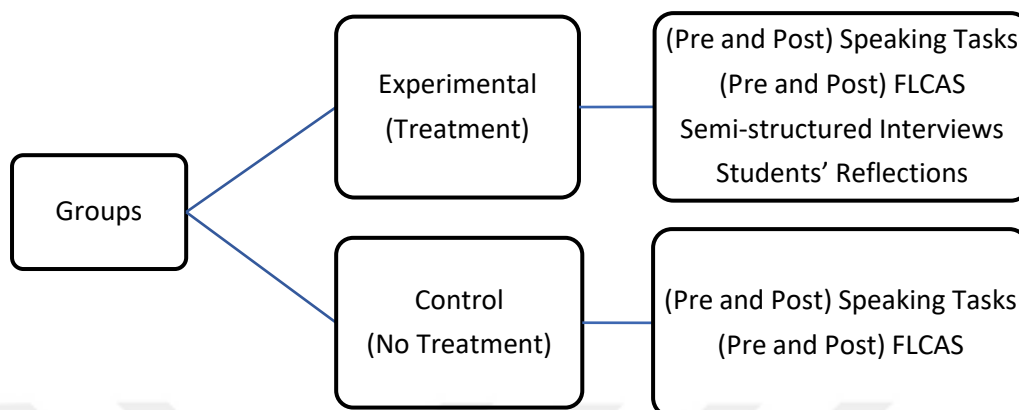 Groups
Experimental
(Treatment)
(Pre and Post) Speaking Tasks
(Pre and Post) FLCAS
Semi-structured Interviews
Students’ Reflections
Control
(No Treatment)
(Pre and Post) Speaking Tasks
(Pre and Post) FLCAS